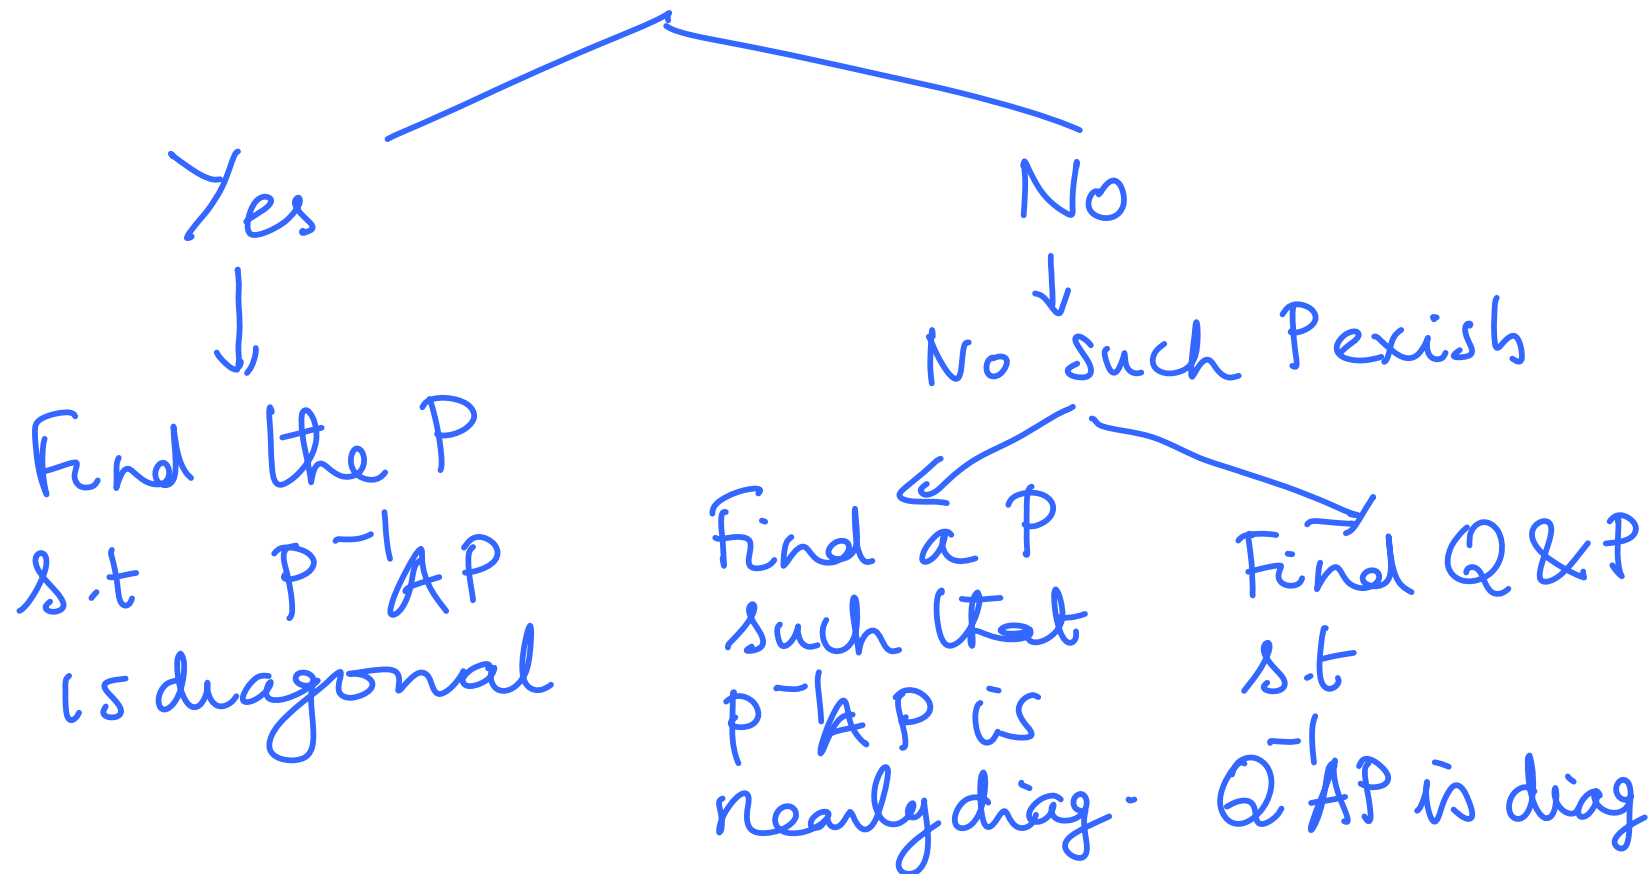 Yes
No
No such P exists
Find the P
s.t P⁻¹AP
is diagonal
Find a P
such that
P⁻¹AP is
nearly diag.
Find Q & P
s.t
Q⁻¹AP is diag